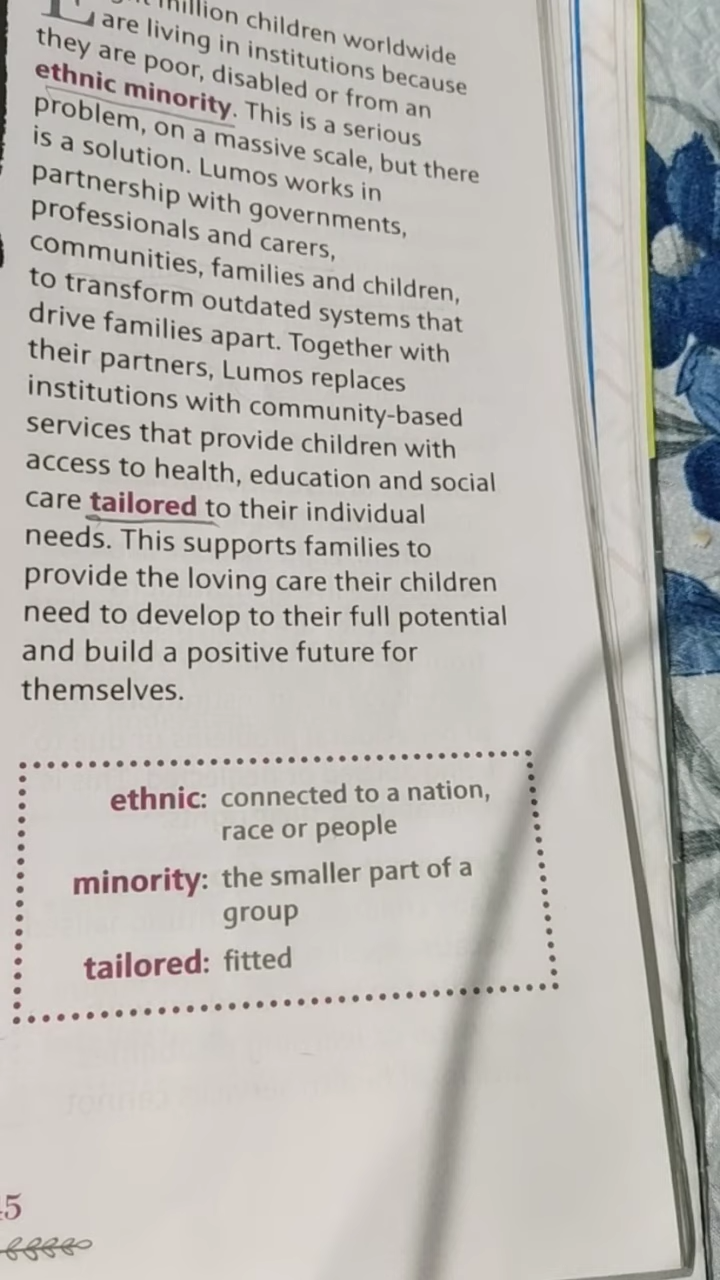 million children worldwide
are living in institutions because
they are poor, disabled or from an
ethnic minority. This is a serious
problem, on a massive scale, but there
is a solution. Lumos works in
partnership with governments,
professionals and carers,
communities, families and children,
to transform outdated systems that
drive families apart. Together with
their partners, Lumos replaces
institutions with community-based
services that provide children with
access to health, education and social
care tailored to their individual
needs. This supports families to
provide the loving care their children
need to develop to their full potential
and build a positive future for
themselves.
ethnic: connected to a nation,
race or people
minority: the smaller part of a
group
tailored: fitted